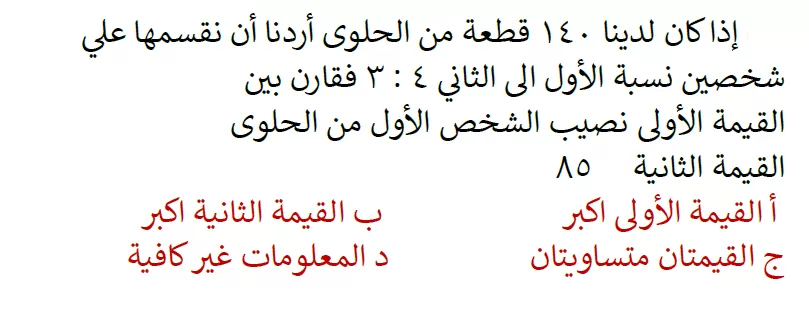 إذا كان لدينا ١٤٠ قطعة من الحلوى أردنا أن نقسمها علي
شخصين نسبة الأول الى الثاني ٤ : ٣ فقارن بين
القيمة الأولى نصيب الشخص الأول من الحلوى
القيمة الثانية ٨٥
أ القيمة الأولى اكبر ب القيمة الثانية اكبر
ج القيمتان متساويتان د المعلومات غير كافية